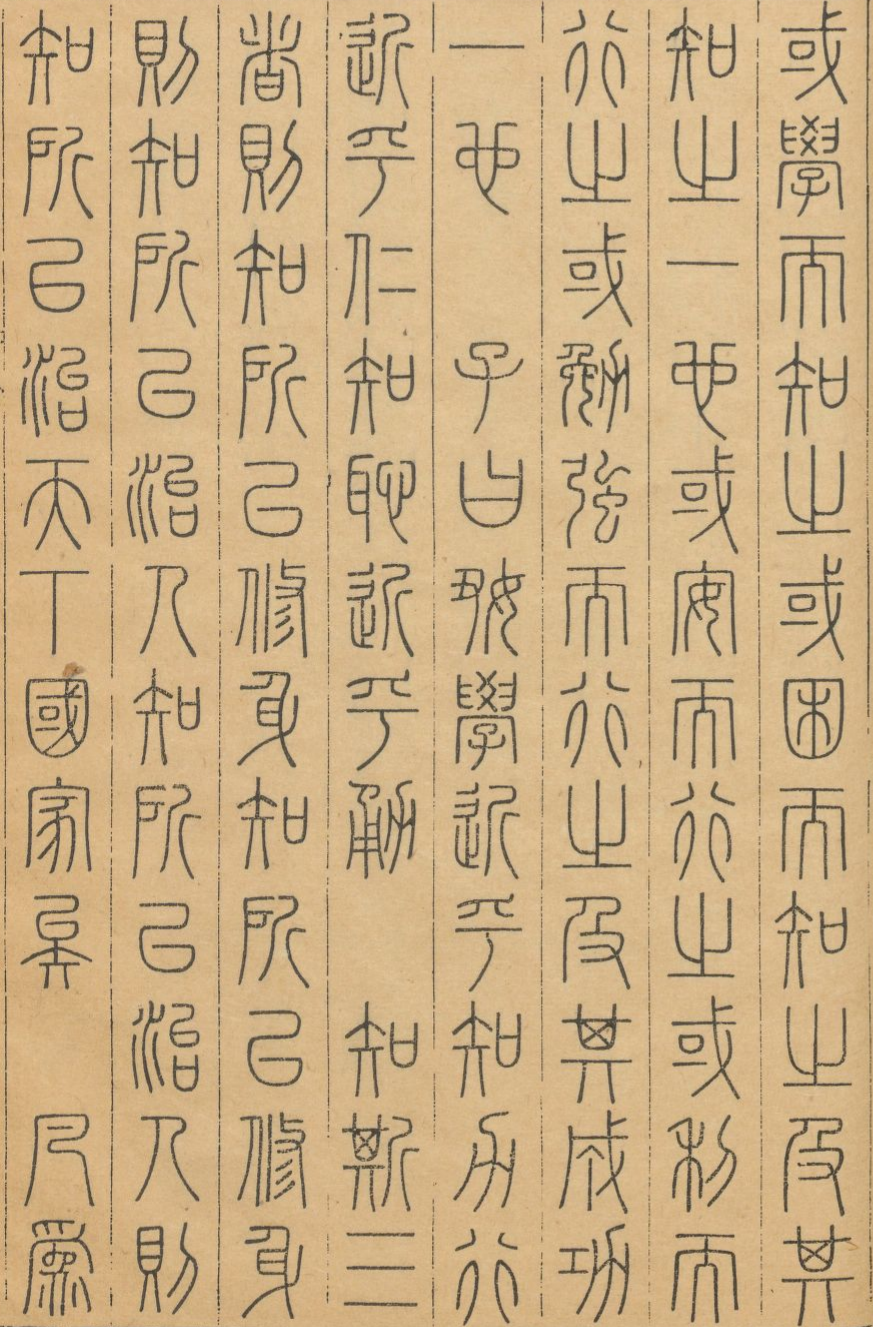 或學而知之或困而知之及其
知之一也或安而行之或利而
行之或勉強而行之及其成功
一也　子曰好學近乎知力行
近乎仁知恥近乎勇　知斯三
者則知所以修身知所以修身
則知所以治人知所以治人則
知所以治天下國家矣　凡為